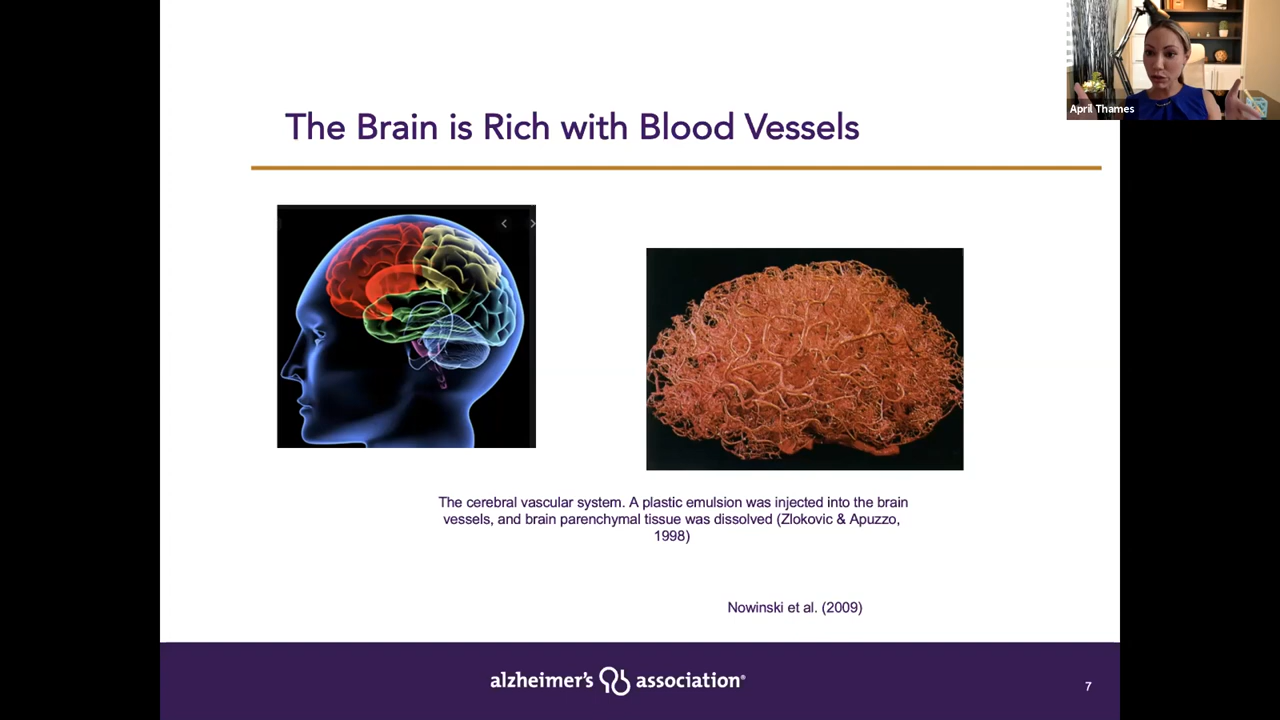 April Thames
The Brain is Rich with Blood Vessels
The cerebral vascular system. A plastic emulsion was injected into the brain
vessels, and brain parenchymal tissue was dissolved (Zlokovic & Apuzzo,
1998)
Nowinski et al. (2009)
alzheimer's association®
7